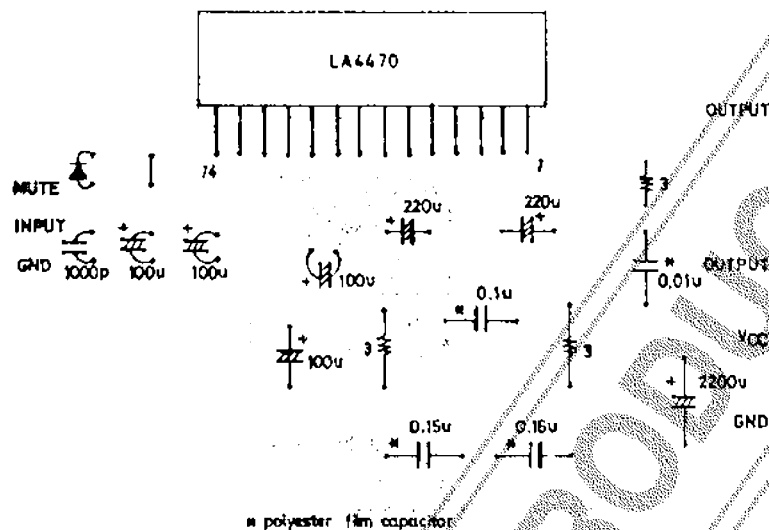 LA4470
OUTPUT
14
1
MUTE
3
220u
220u
INPUT
GND
1000p
100u
100u
100u
OUTPUT
0.01u
0.1u
VCC
100u
3
3
2200u
GND
0.15u
0.16u
* polyester film capacitor